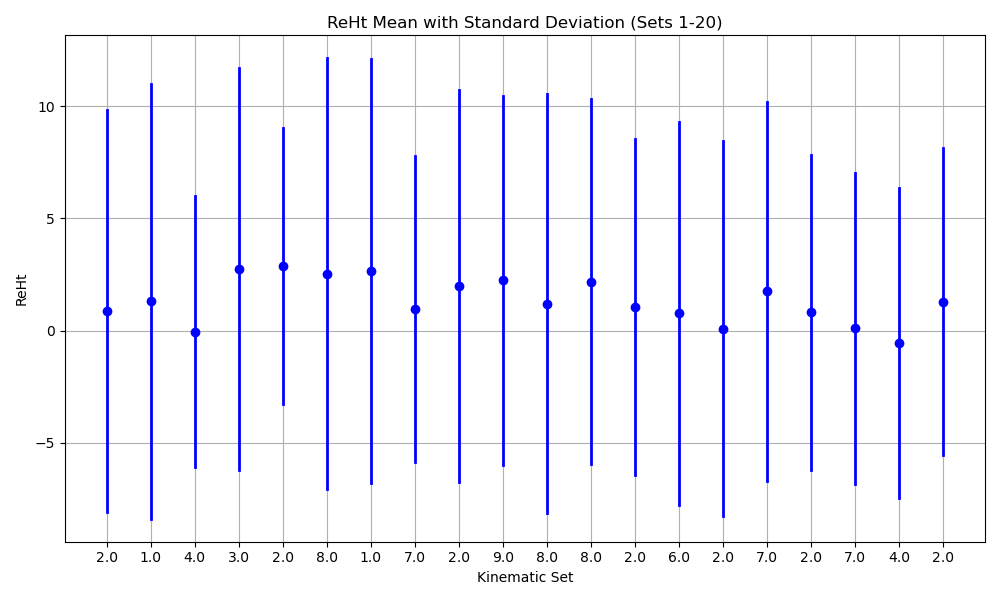 ReHt Mean with Standard Deviation (Sets 1-20)
ReHt
10
5
0
−5
2.0 1.0 4.0 3.0 2.0 8.0 1.0 7.0 2.0 9.0 8.0 8.0 2.0 6.0 2.0 7.0 2.0 7.0 4.0 2.0
Kinematic Set